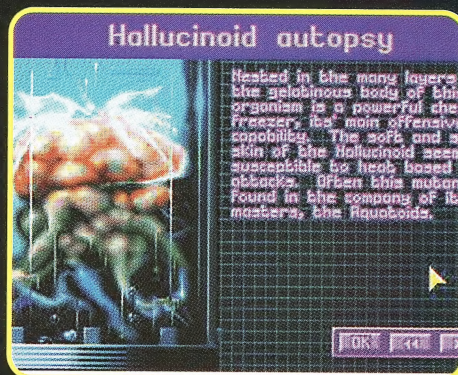 Hallucinoid autopsy
Nested in the many layers
the gelatinous body of this
organism is a powerful che
freezer, its' main offensive
capability. The soft and s
skin of the Hallucinoid seem
susceptible to heat based
attacks. Often this mutan
found in the company of it
masters, the Aquatoids.
OK ◄◄